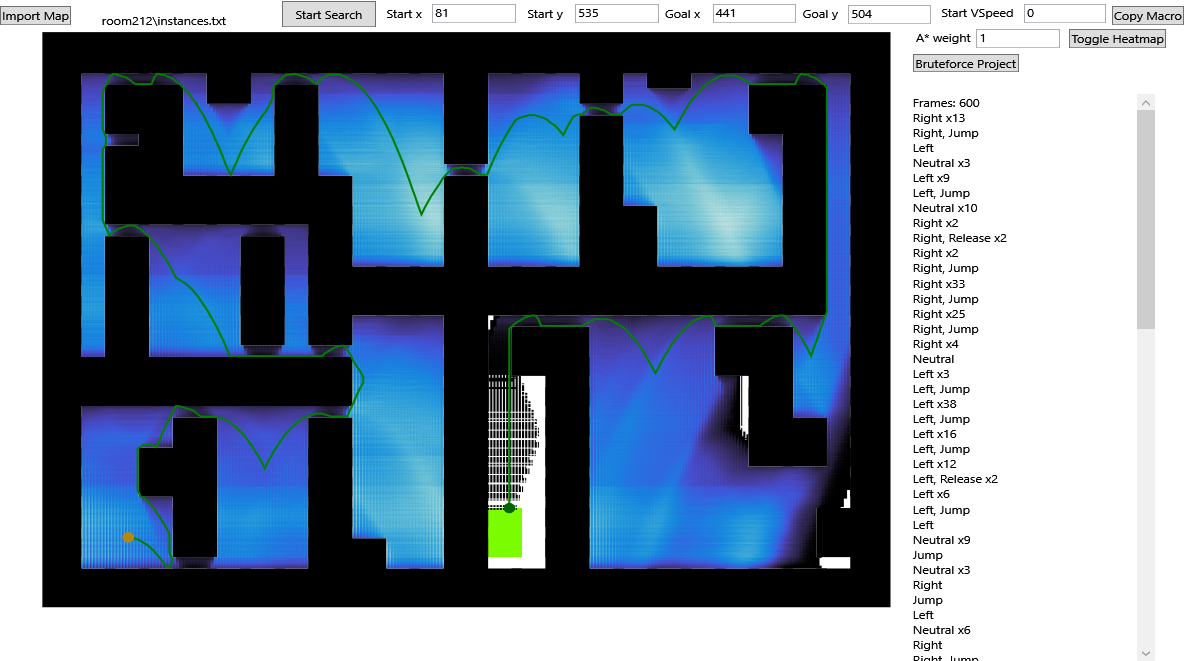 Import Map room212\instances.txt Start Search Start x 81 Start y 535 Goal x 441 Goal y 504 Start VSpeed 0 Copy Macro
A* weight 1 Toggle Heatmap
Bruteforce Project
Frames: 600
Right x13
Right, Jump
Left
Neutral x3
Left x9
Left, Jump
Neutral x10
Right x2
Right, Release x2
Right x2
Right, Jump
Right x33
Right, Jump
Right x25
Right, Jump
Right x4
Neutral
Left x3
Left, Jump
Left x38
Left, Jump
Left x16
Left, Jump
Left x12
Left, Release x2
Left x6
Left, Jump
Left
Neutral x9
Jump
Neutral x3
Right
Jump
Left
Neutral x6
Right
Right, Jump